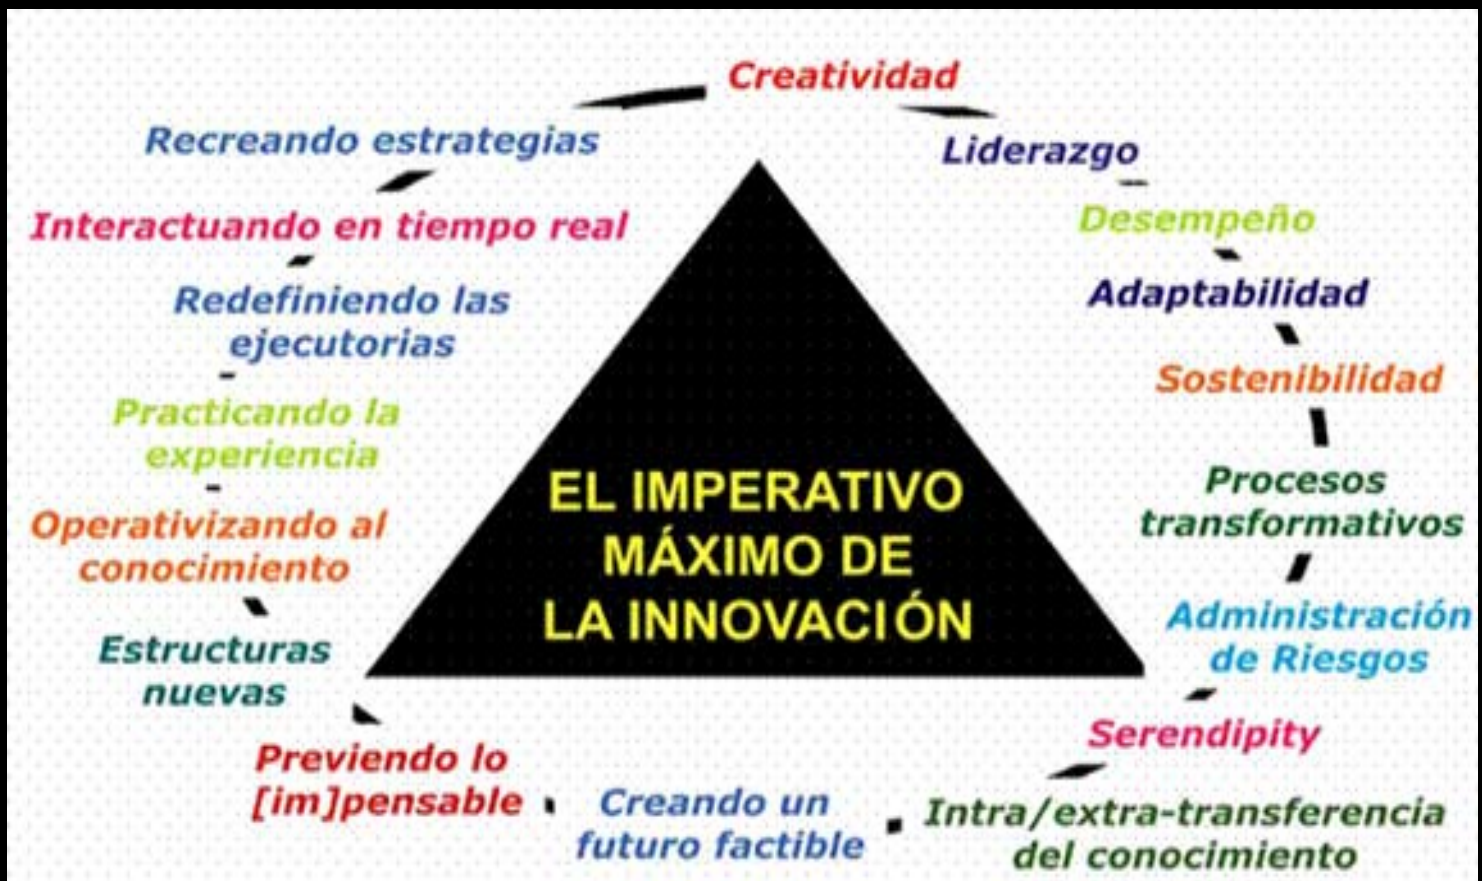 Creatividad
Liderazgo
Desempeño
Adaptabilidad
Sostenibilidad
Procesos
transformativos
Administración
de Riesgos
Serendipity
Intra/extra-transferencia
del conocimiento
Creando un
futuro factible
Previendo lo
[im]pensable
Estructuras
nuevas
Operativizando al
conocimiento
Practicando la
experiencia
Redefiniendo las
ejecutorias
Interactuando en tiempo real
Recreando estrategias
EL IMPERATIVO
MÁXIMO DE
LA INNOVACIÓN